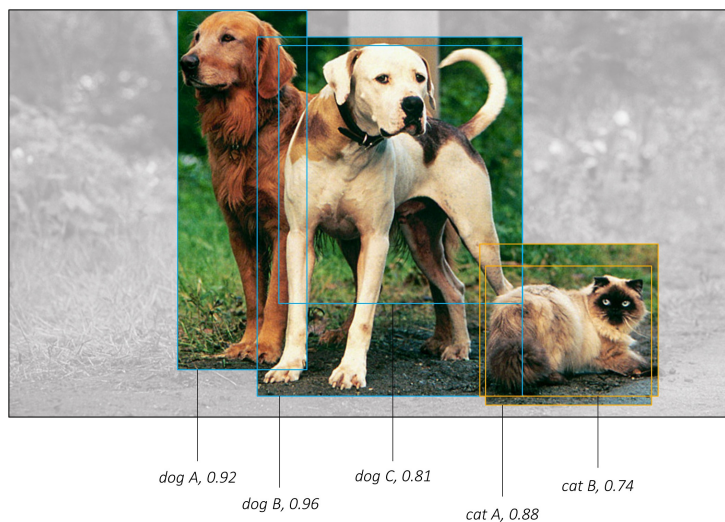 dog A, 0.92
dog B, 0.96
dog C, 0.81
cat A, 0.88
cat B, 0.74